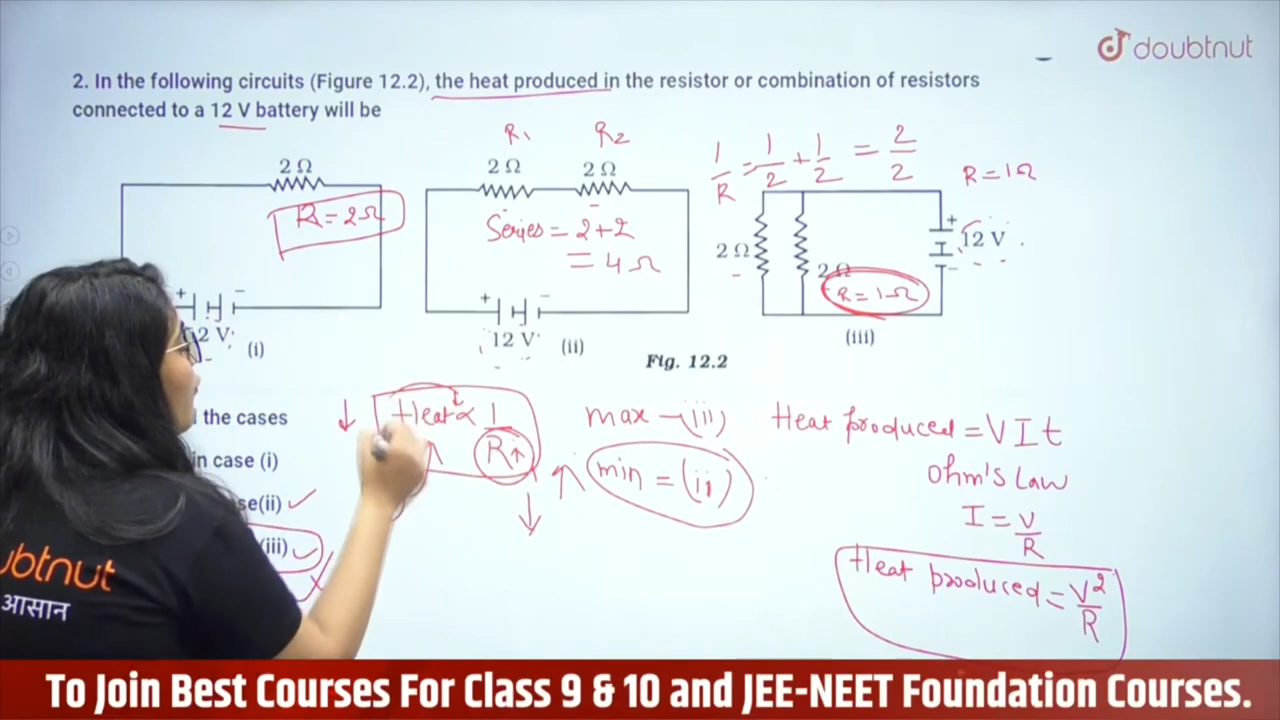 doubtnut
2. In the following circuits (Figure 12.2), the heat produced in the resistor or combination of resistors
connected to a 12 V battery will be
R₁ R₂
2 Ω
2 Ω 2 Ω
1/R = 1/2 + 1/2 = 2/2
R = 1Ω
R = 2Ω
Series = 2+2
= 4 Ω
2 Ω
2 Ω
R = 1Ω
+
12 V
–
+ –
2 V
(i)
+ –
12 V
(ii)
(iii)
Fig. 12.2
the cases
in case (i)
se(ii) ✓
(iii) ✓
↓ Heat ∝ 1/R↑
max – (iii)
min = (ii)
Heat produced = V I t
Ohm's Law
I = V/R
Heat produced = V²/R
ubtnut
आसान
To Join Best Courses For Class 9 & 10 and JEE-NEET Foundation Courses.